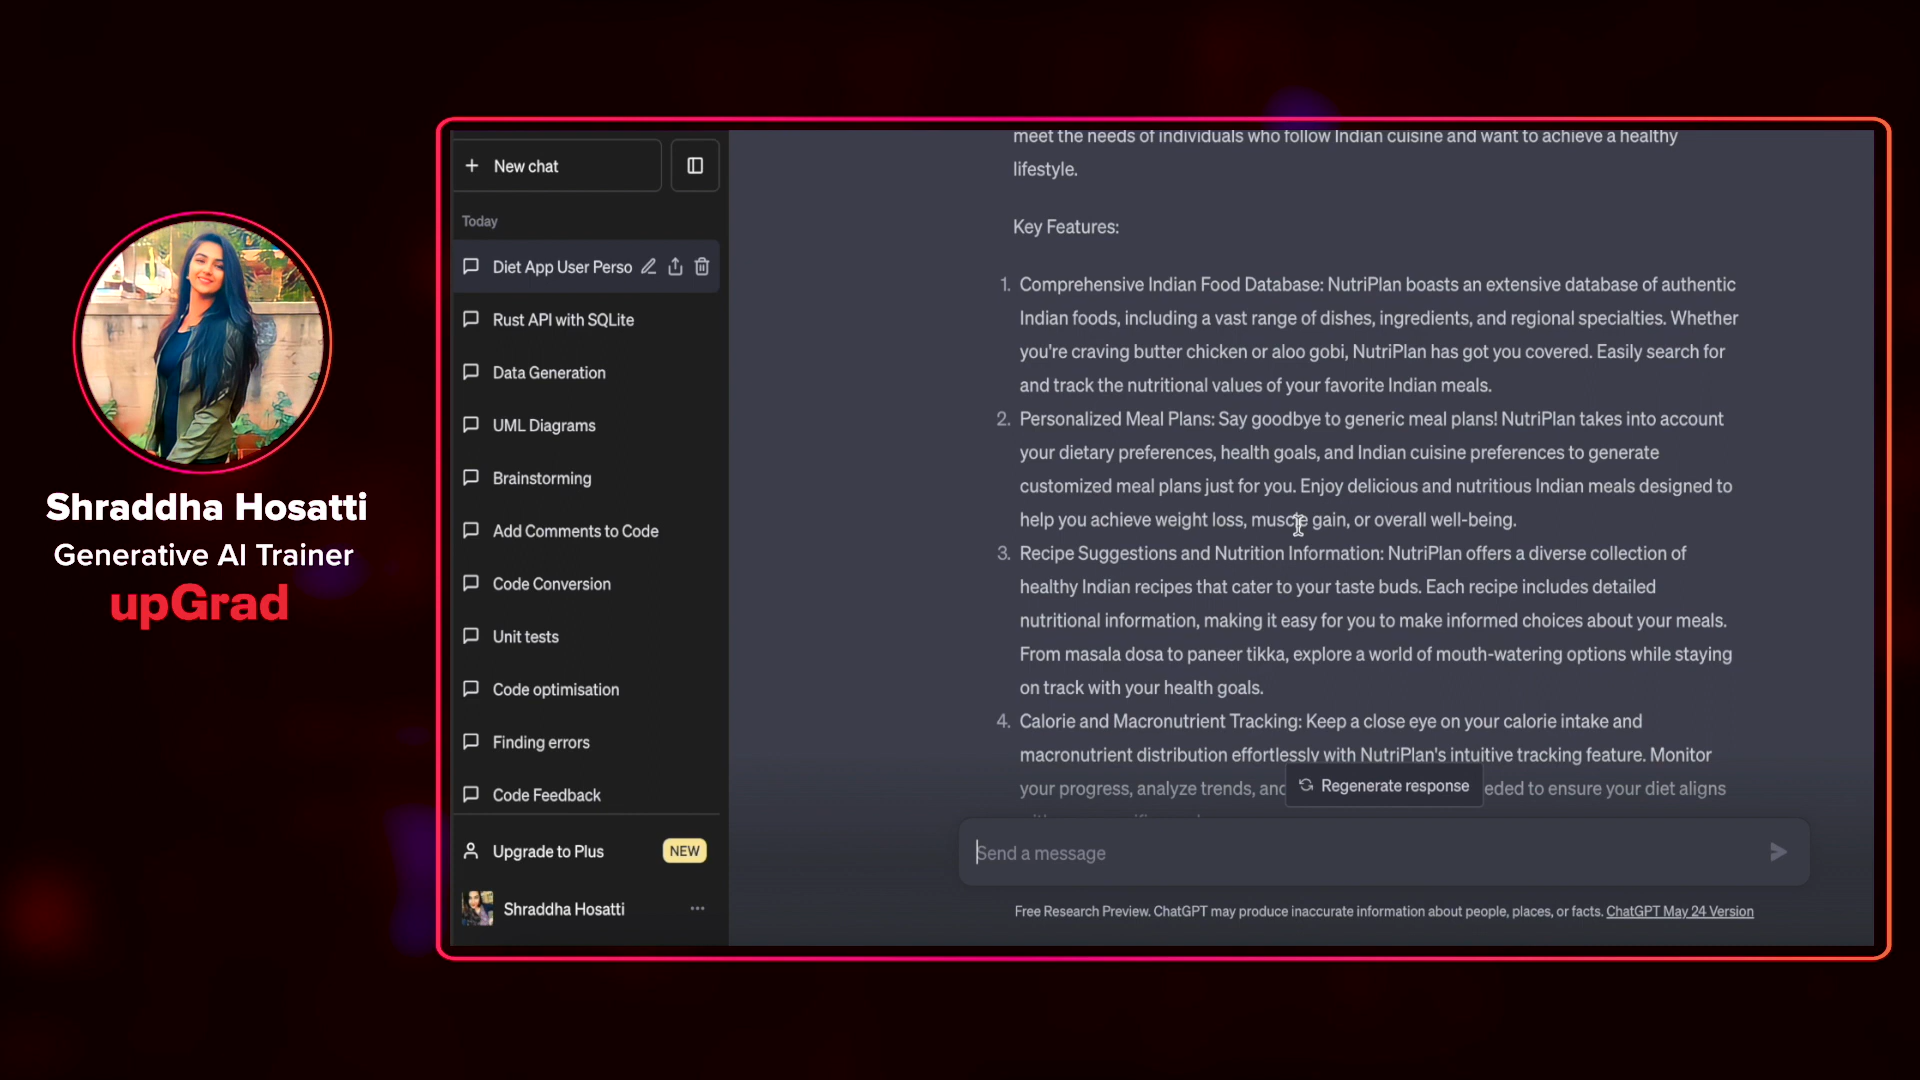 Shraddha Hosatti
Generative AI Trainer
upGrad
+ New chat
Today
Diet App User Perso
Rust API with SQLite
Data Generation
UML Diagrams
Brainstorming
Add Comments to Code
Code Conversion
Unit tests
Code optimisation
Finding errors
Code Feedback
Upgrade to Plus NEW
Shraddha Hosatti ...
meet the needs of individuals who follow Indian cuisine and want to achieve a healthy
lifestyle.
Key Features:
1. Comprehensive Indian Food Database: NutriPlan boasts an extensive database of authentic
Indian foods, including a vast range of dishes, ingredients, and regional specialties. Whether
you're craving butter chicken or aloo gobi, NutriPlan has got you covered. Easily search for
and track the nutritional values of your favorite Indian meals.
2. Personalized Meal Plans: Say goodbye to generic meal plans! NutriPlan takes into account
your dietary preferences, health goals, and Indian cuisine preferences to generate
customized meal plans just for you. Enjoy delicious and nutritious Indian meals designed to
help you achieve weight loss, muscle gain, or overall well-being.
3. Recipe Suggestions and Nutrition Information: NutriPlan offers a diverse collection of
healthy Indian recipes that cater to your taste buds. Each recipe includes detailed
nutritional information, making it easy for you to make informed choices about your meals.
From masala dosa to paneer tikka, explore a world of mouth-watering options while staying
on track with your health goals.
4. Calorie and Macronutrient Tracking: Keep a close eye on your calorie intake and
macronutrient distribution effortlessly with NutriPlan's intuitive tracking feature. Monitor
your progress, analyze trends, and eded to ensure your diet aligns
Regenerate response
Send a message
Free Research Preview. ChatGPT may produce inaccurate information about people, places, or facts. ChatGPT May 24 Version